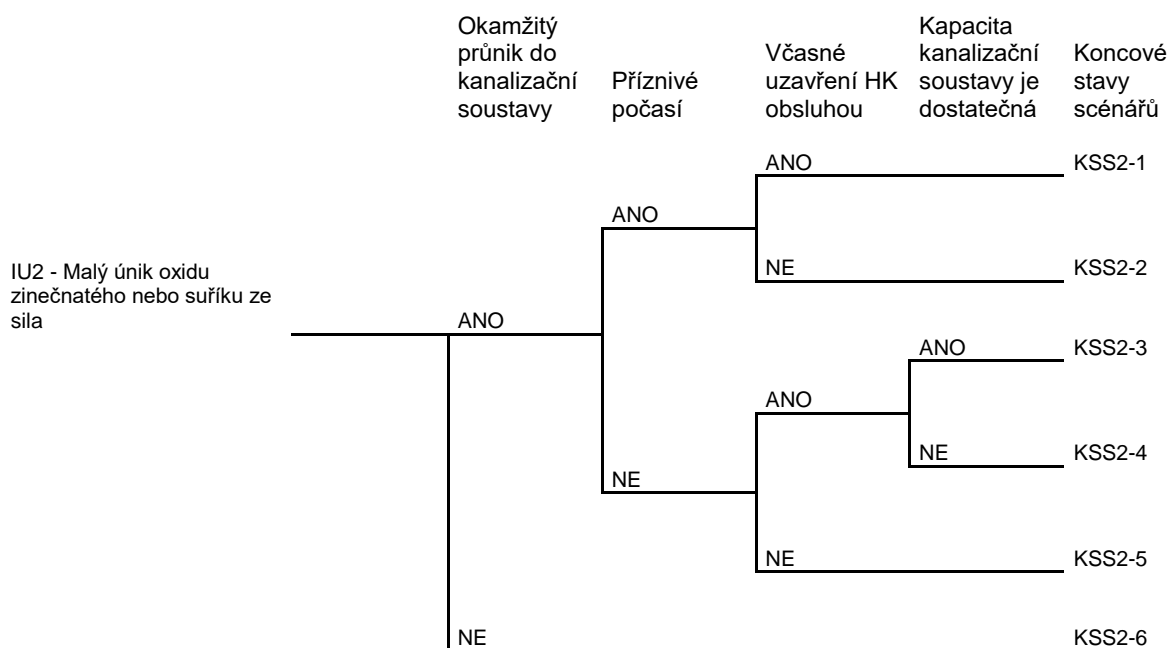 Okamžitý
průnik do
kanalizační
soustavy
Příznivé
počasí
Včasné
uzavření HK
obsluhou
Kapacita
kanalizační
soustavy je
dostatečná
Koncové
stavy
scénářů
ANO
KSS2-1
ANO
NE
KSS2-2
IU2 - Malý únik oxidu
zinečnatého nebo suříku ze
sila
ANO
ANO
KSS2-3
ANO
NE
KSS2-4
NE
NE
KSS2-5
NE
KSS2-6